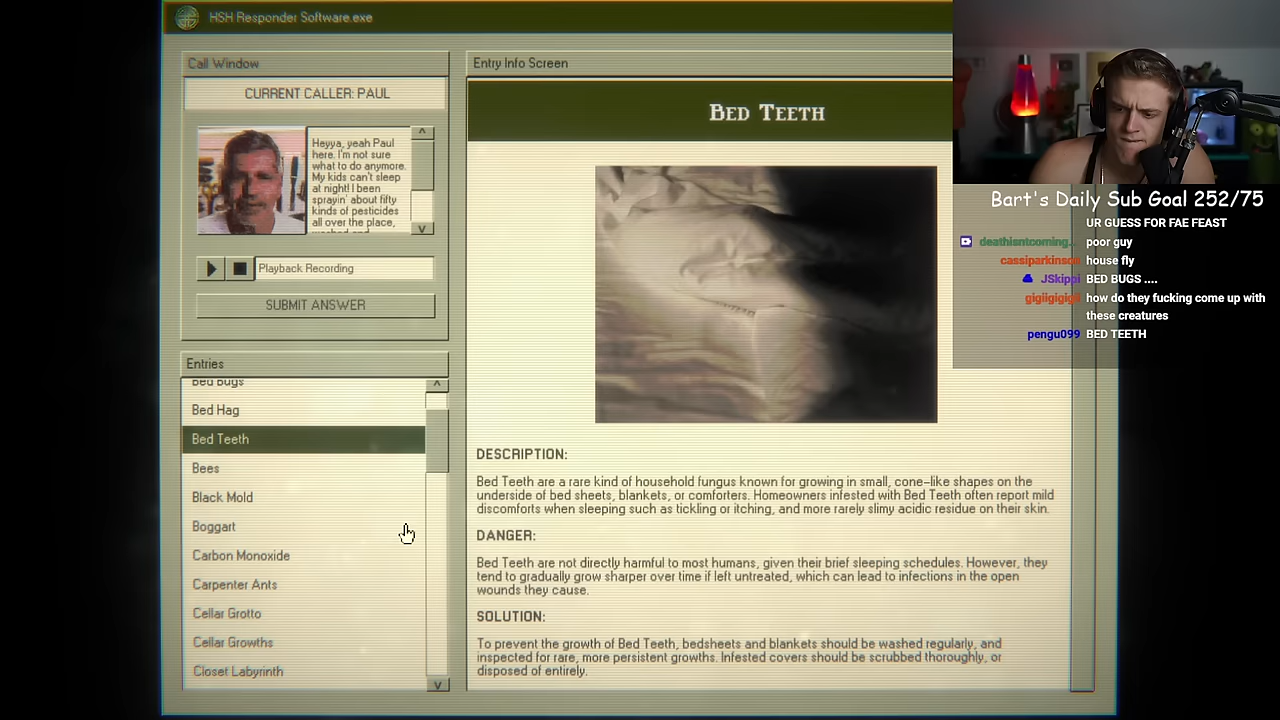 HSH Responder Software.exe
Call Window
CURRENT CALLER: PAUL
Heyya, yeah Paul
here. I'm not sure
what to do anymore.
My kids can't sleep
at night! I been
sprayin' about fifty
kinds of pesticides
all over the place,
Playback Recording
SUBMIT ANSWER
Entries
Bed Bugs
Bed Hag
Bed Teeth
Bees
Black Mold
Boggart
Carbon Monoxide
Carpenter Ants
Cellar Grotto
Cellar Growths
Closet Labyrinth
Entry Info Screen
BED TEETH
DESCRIPTION:
Bed Teeth are a rare kind of household fungus known for growing in small, cone-like shapes on the
underside of bed sheets, blankets, or comforters. Homeowners infested with Bed Teeth often report mild
discomforts when sleeping such as tickling or itching, and more rarely slimy acidic residue on their skin.
DANGER:
Bed Teeth are not directly harmful to most humans, given their brief sleeping schedules. However, they
tend to gradually grow sharper over time if left untreated, which can lead to infections in the open
wounds they cause.
SOLUTION:
To prevent the growth of Bed Teeth, bedsheets and blankets should be washed regularly, and
inspected for rare, more persistent growths. Infested covers should be scrubbed thoroughly, or
disposed of entirely.
Bart's Daily Sub Goal 252/75
UR GUESS FOR FAE FEAST
deathisntcoming.. poor guy
cassiparkinson house fly
JSkippi BED BUGS ....
how do they fucking come up with
these creatures
pengu099 BED TEETH